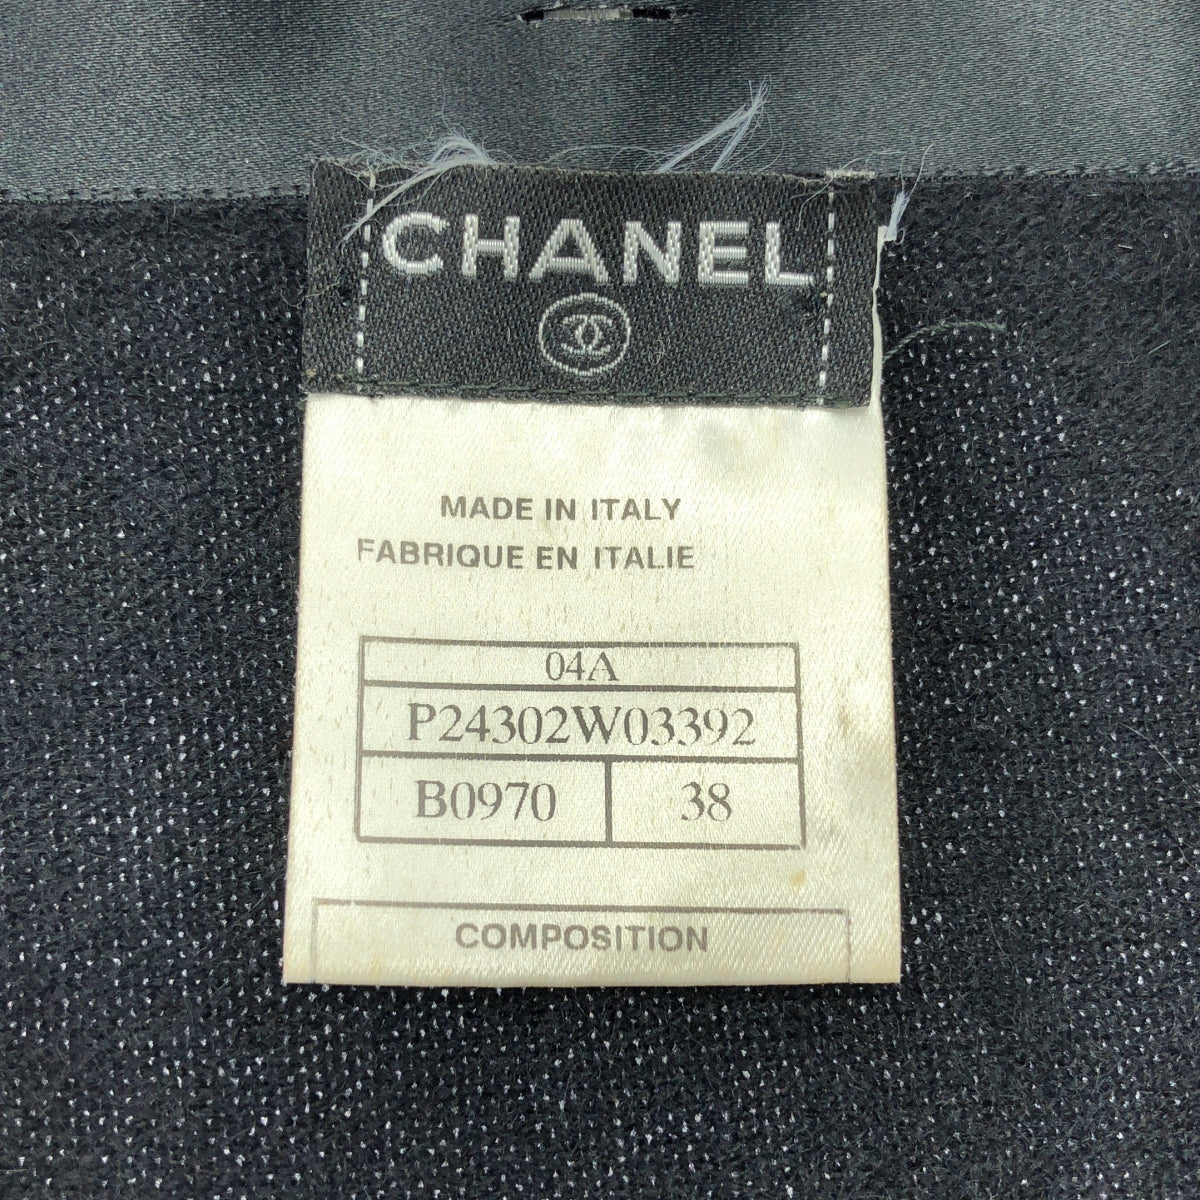 CHANEL
MADE IN ITALY
FABRIQUE EN ITALIE
04A
P24302W03392
B0970 38
COMPOSITION